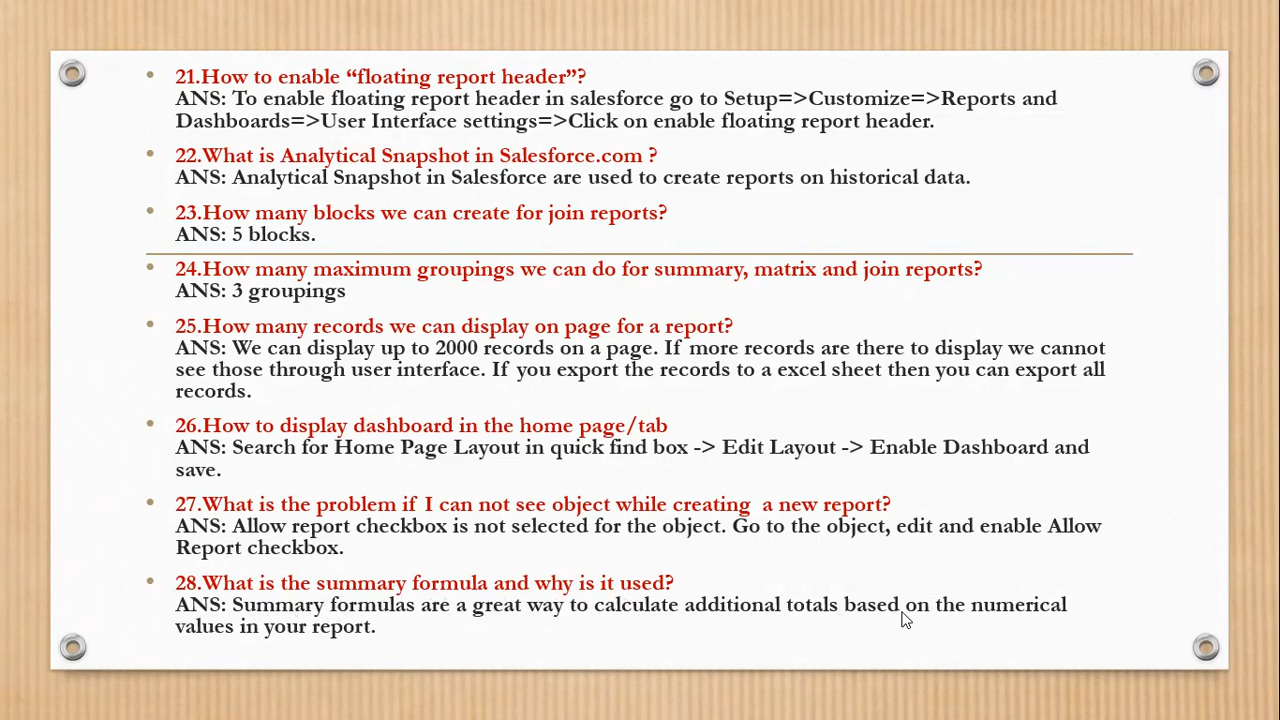 • 21.How to enable “floating report header”?
ANS: To enable floating report header in salesforce go to Setup=>Customize=>Reports and
Dashboards=>User Interface settings=>Click on enable floating report header.
• 22.What is Analytical Snapshot in Salesforce.com ?
ANS: Analytical Snapshot in Salesforce are used to create reports on historical data.
• 23.How many blocks we can create for join reports?
ANS: 5 blocks.
• 24.How many maximum groupings we can do for summary, matrix and join reports?
ANS: 3 groupings
• 25.How many records we can display on page for a report?
ANS: We can display up to 2000 records on a page. If more records are there to display we cannot
see those through user interface. If you export the records to a excel sheet then you can export all
records.
• 26.How to display dashboard in the home page/tab
ANS: Search for Home Page Layout in quick find box -> Edit Layout -> Enable Dashboard and
save.
• 27.What is the problem if I can not see object while creating  a new report?
ANS: Allow report checkbox is not selected for the object. Go to the object, edit and enable Allow
Report checkbox.
• 28.What is the summary formula and why is it used?
ANS: Summary formulas are a great way to calculate additional totals based on the numerical
values in your report.